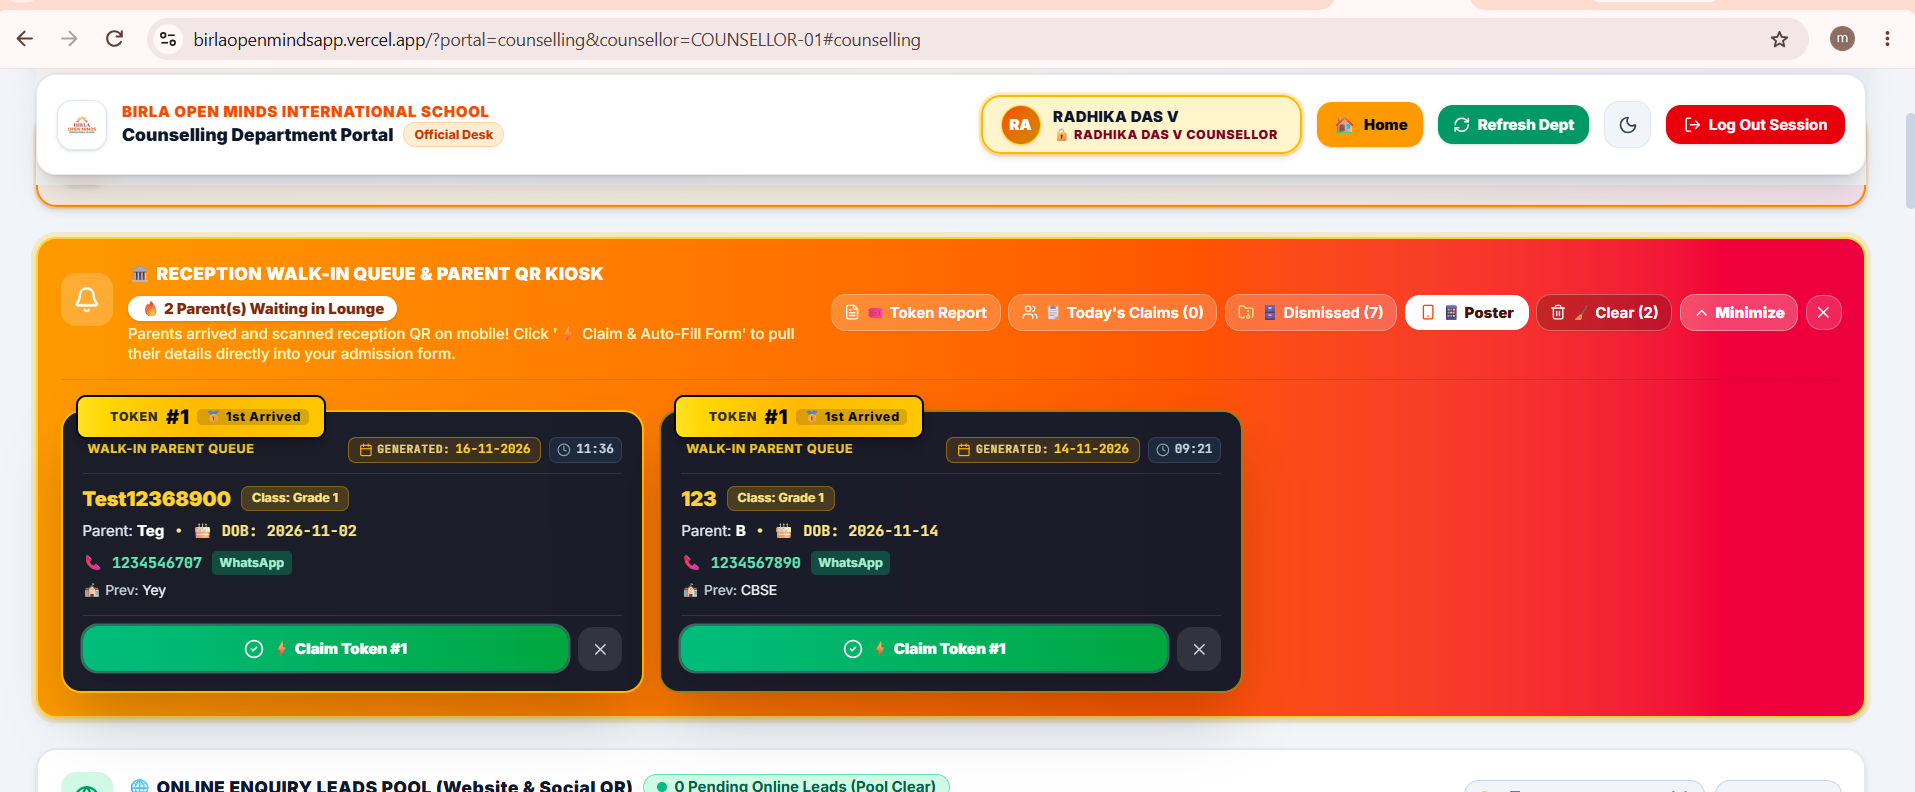 birlaopenmindsapp.vercel.app/?portal=counselling&counsellor=COUNSELLOR-01#counselling
m
BIRLA OPEN MINDS INTERNATIONAL SCHOOL
Counselling Department Portal Official Desk
RA
RADHIKA DAS V
RADHIKA DAS V COUNSELLOR
Home
Refresh Dept
Log Out Session
RECEPTION WALK-IN QUEUE & PARENT QR KIOSK
2 Parent(s) Waiting in Lounge
Parents arrived and scanned reception QR on mobile! Click ' Claim & Auto-Fill Form' to pull
their details directly into your admission form.
Token Report
Today's Claims (0)
Dismissed (7)
Poster
Clear (2)
Minimize
TOKEN #1 1st Arrived
WALK-IN PARENT QUEUE
GENERATED: 16-11-2026
11:36
Test12368900 Class: Grade 1
Parent: Teg • DOB: 2026-11-02
1234546707 WhatsApp
Prev: Yey
Claim Token #1
TOKEN #1 1st Arrived
WALK-IN PARENT QUEUE
GENERATED: 14-11-2026
09:21
123 Class: Grade 1
Parent: B • DOB: 2026-11-14
1234567890 WhatsApp
Prev: CBSE
Claim Token #1
ONLINE ENQUIRY LEADS POOL (Website & Social QR)
0 Pending Online Leads (Pool Clear)